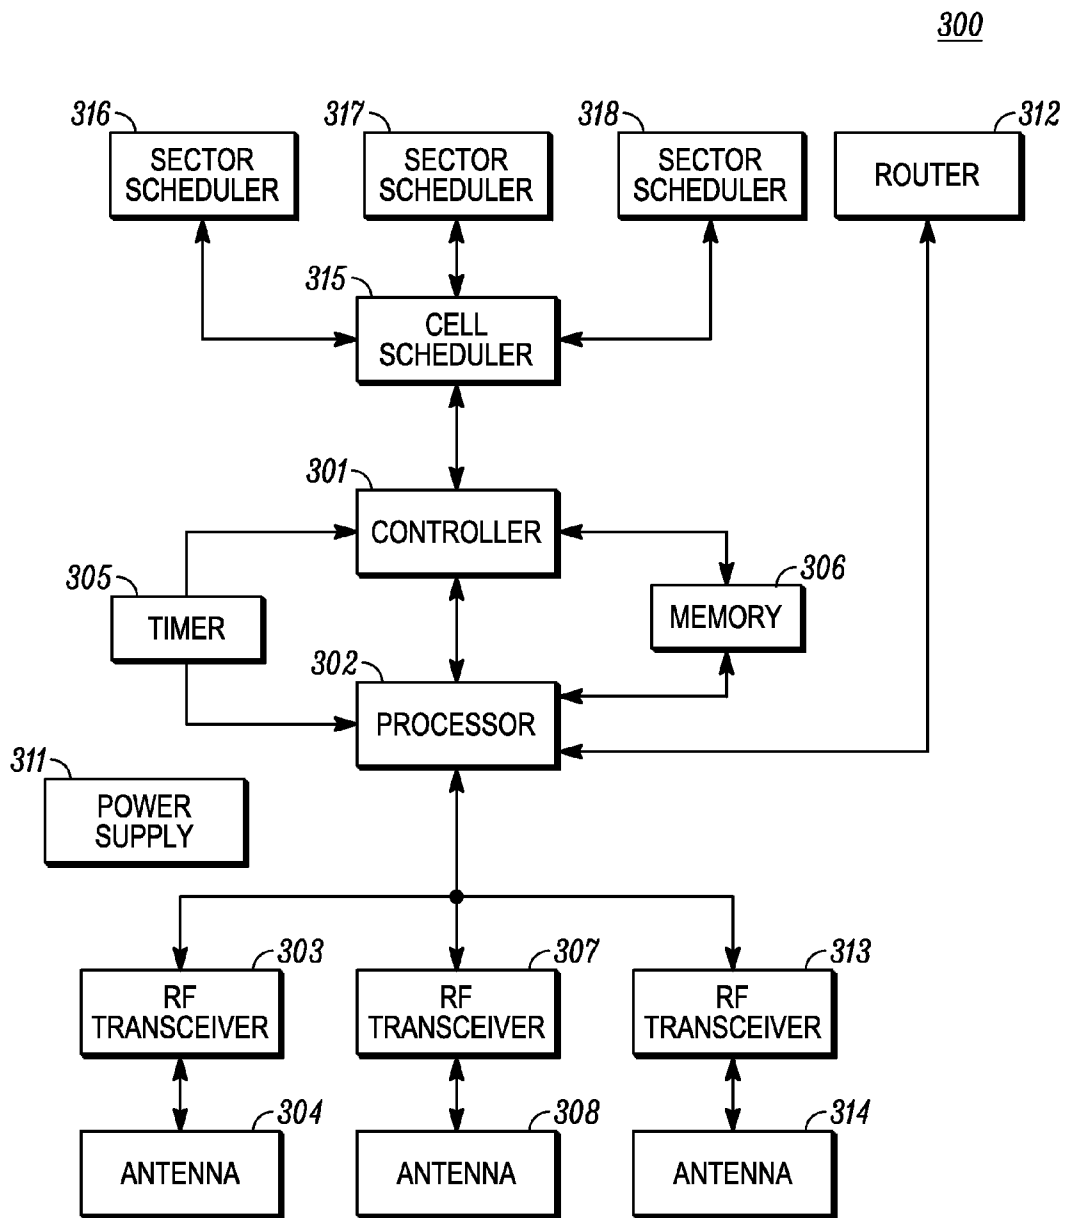 300
316
317
318
312
SECTOR
SCHEDULER
SECTOR
SCHEDULER
SECTOR
SCHEDULER
ROUTER
315
CELL
SCHEDULER
301
CONTROLLER
305
TIMER
306
MEMORY
302
PROCESSOR
311
POWER
SUPPLY
303
RF
TRANSCEIVER
307
RF
TRANSCEIVER
313
RF
TRANSCEIVER
304
ANTENNA
308
ANTENNA
314
ANTENNA